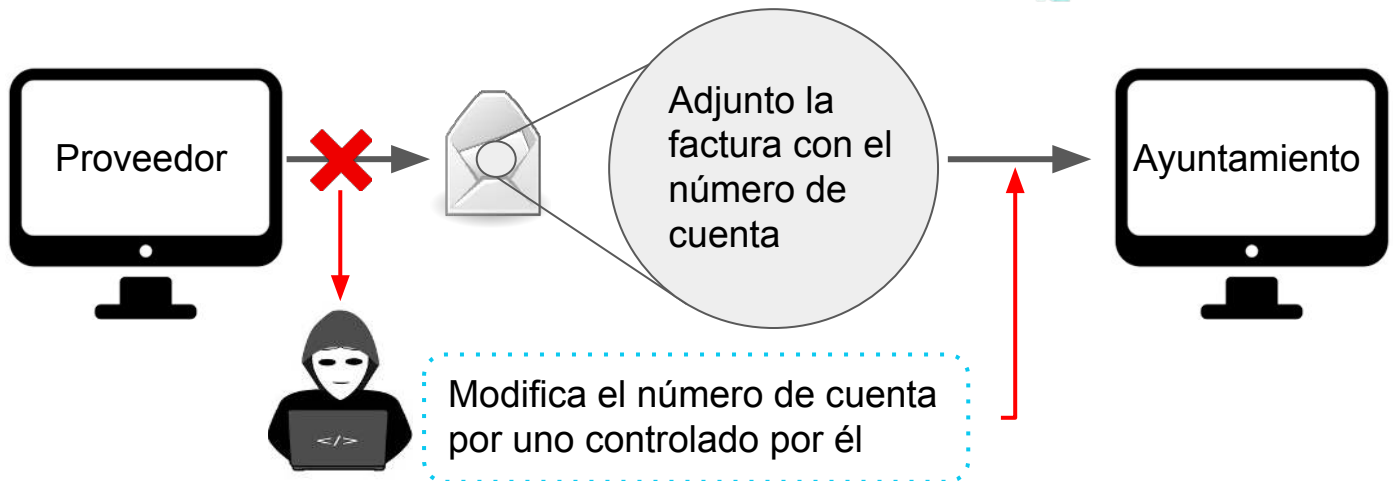 Proveedor
Adjunto la
factura con el
número de
cuenta
Ayuntamiento
Modifica el número de cuenta
por uno controlado por él
</>